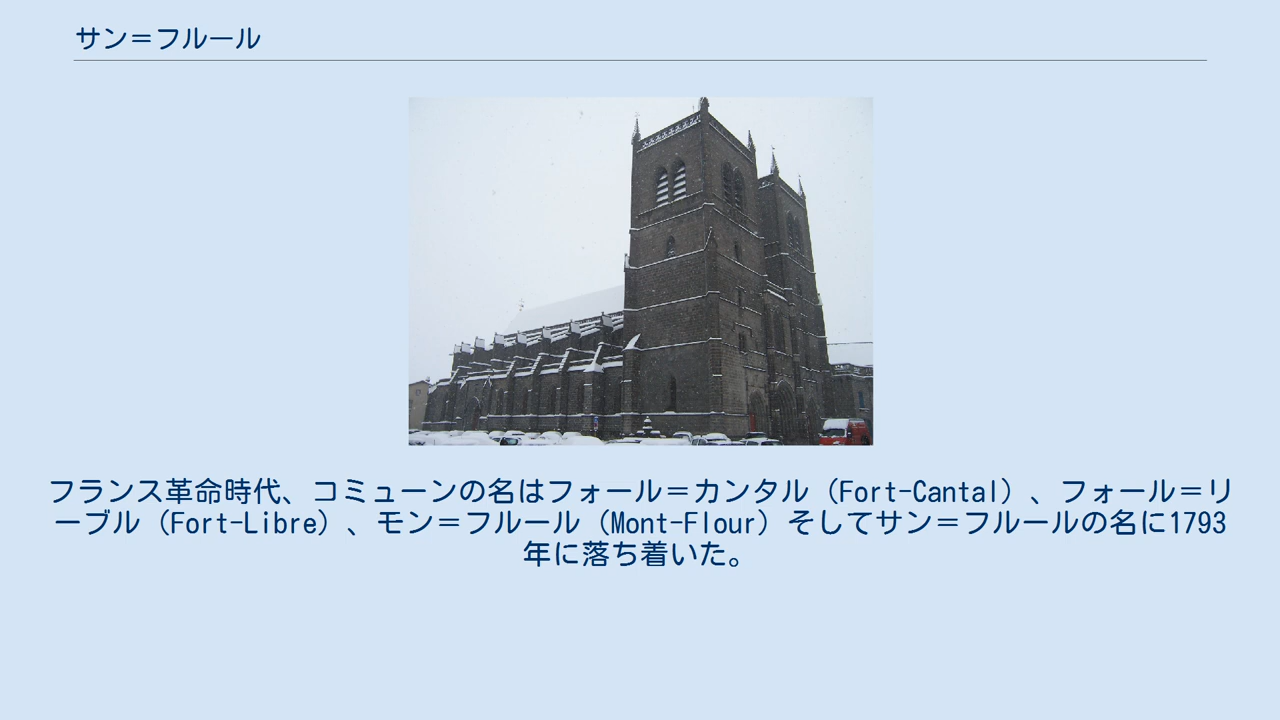 サン＝フルール
フランス革命時代、コミューンの名はフォール＝カンタル（Fort-Cantal）、フォール＝リ
ーブル（Fort-Libre）、モン＝フルール（Mont-Flour）そしてサン＝フルールの名に1793
年に落ち着いた。